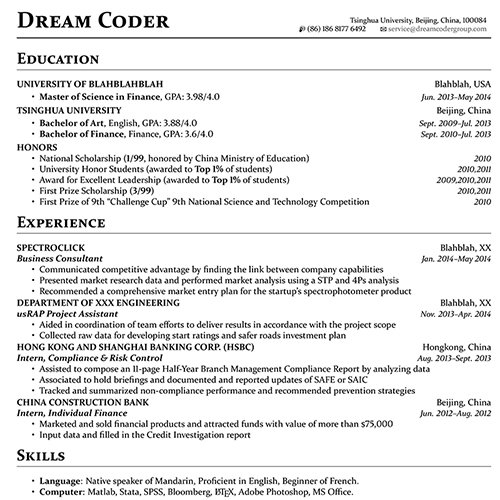 DREAM CODER
Tsinghua University, Beijing, China, 100084
(86) 186 8177 6492 service@dreamcodergroup.com
EDUCATION
UNIVERSITY OF BLAHBLAHBLAH Blahblah, USA
• Master of Science in Finance, GPA: 3.98/4.0 Jun. 2013–May 2014
TSINGHUA UNIVERSITY Beijing, China
• Bachelor of Art, English, GPA: 3.88/4.0 Sept. 2009–Jul. 2013
• Bachelor of Finance, Finance, GPA: 3.6/4.0 Sept. 2010–Jul. 2013
HONORS
• National Scholarship (1/99, honored by China Ministry of Education) 2010
• University Honor Students (awarded to Top 1% of students) 2010,2011
• Award for Excellent Leadership (awarded to Top 1% of students) 2009,2010,2011
• First Prize Scholarship (3/99) 2010,2011
• First Prize of 9th "Challenge Cup" 9th National Science and Technology Competition 2010
EXPERIENCE
SPECTROCLICK Blahblah, XX
Business Consultant Jan. 2014–May 2014
• Communicated competitive advantage by finding the link between company capabilities
• Presented market research data and performed market analysis using a STP and 4Ps analysis
• Recommended a comprehensive market entry plan for the startup's spectrophotometer product
DEPARTMENT OF XXX ENGINEERING Blahblah, XX
usRAP Project Assistant Nov. 2013–Apr. 2014
• Aided in coordination of team efforts to deliver results in accordance with the project scope
• Collected raw data for developing start ratings and safer roads investment plan
HONG KONG AND SHANGHAI BANKING CORP. (HSBC) Hongkong, China
Intern, Compliance & Risk Control Aug. 2013–Sept. 2013
• Assisted to compose an 11-page Half-Year Branch Management Compliance Report by analyzing data
• Associated to hold briefings and documented and reported updates of SAFE or SAIC
• Tracked and summarized non-compliance performance and recommended prevention strategies
CHINA CONSTRUCTION BANK Beijing, China
Intern, Individual Finance Jun. 2012–Aug. 2012
• Marketed and sold financial products and attracted funds with value of more than $75,000
• Input data and filled in the Credit Investigation report
SKILLS
• Language: Native speaker of Mandarin, Proficient in English, Beginner of French.
• Computer: Matlab, Stata, SPSS, Bloomberg, LATEX, Adobe Photoshop, MS Office.